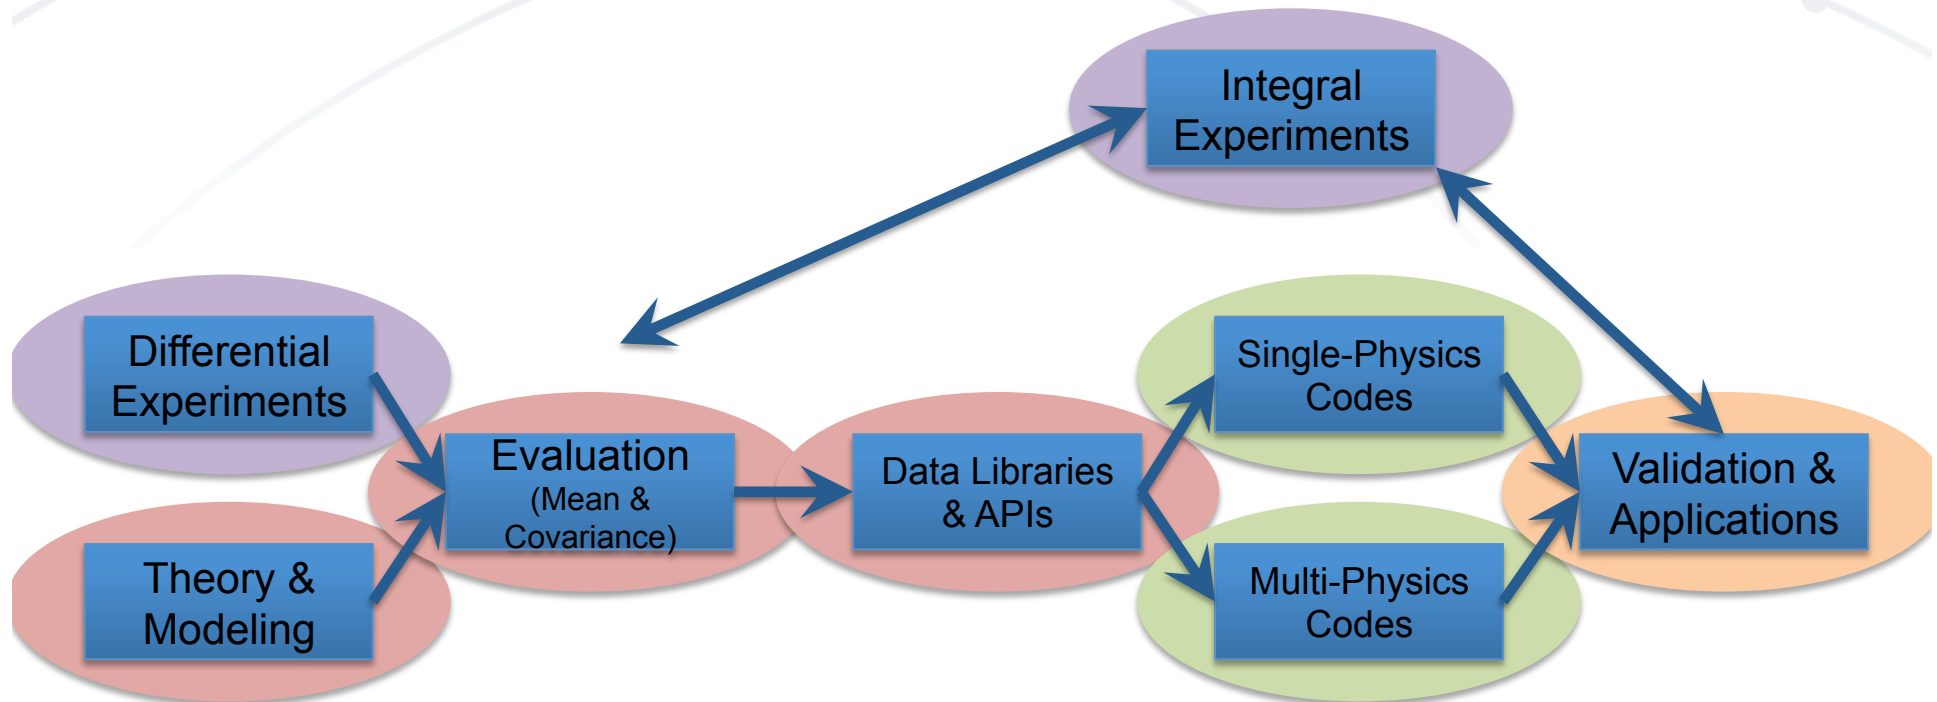 Integral
Experiments
Differential
Experiments
Theory &
Modeling
Evaluation
(Mean &
Covariance)
Data Libraries
& APIs
Single-Physics
Codes
Multi-Physics
Codes
Validation &
Applications